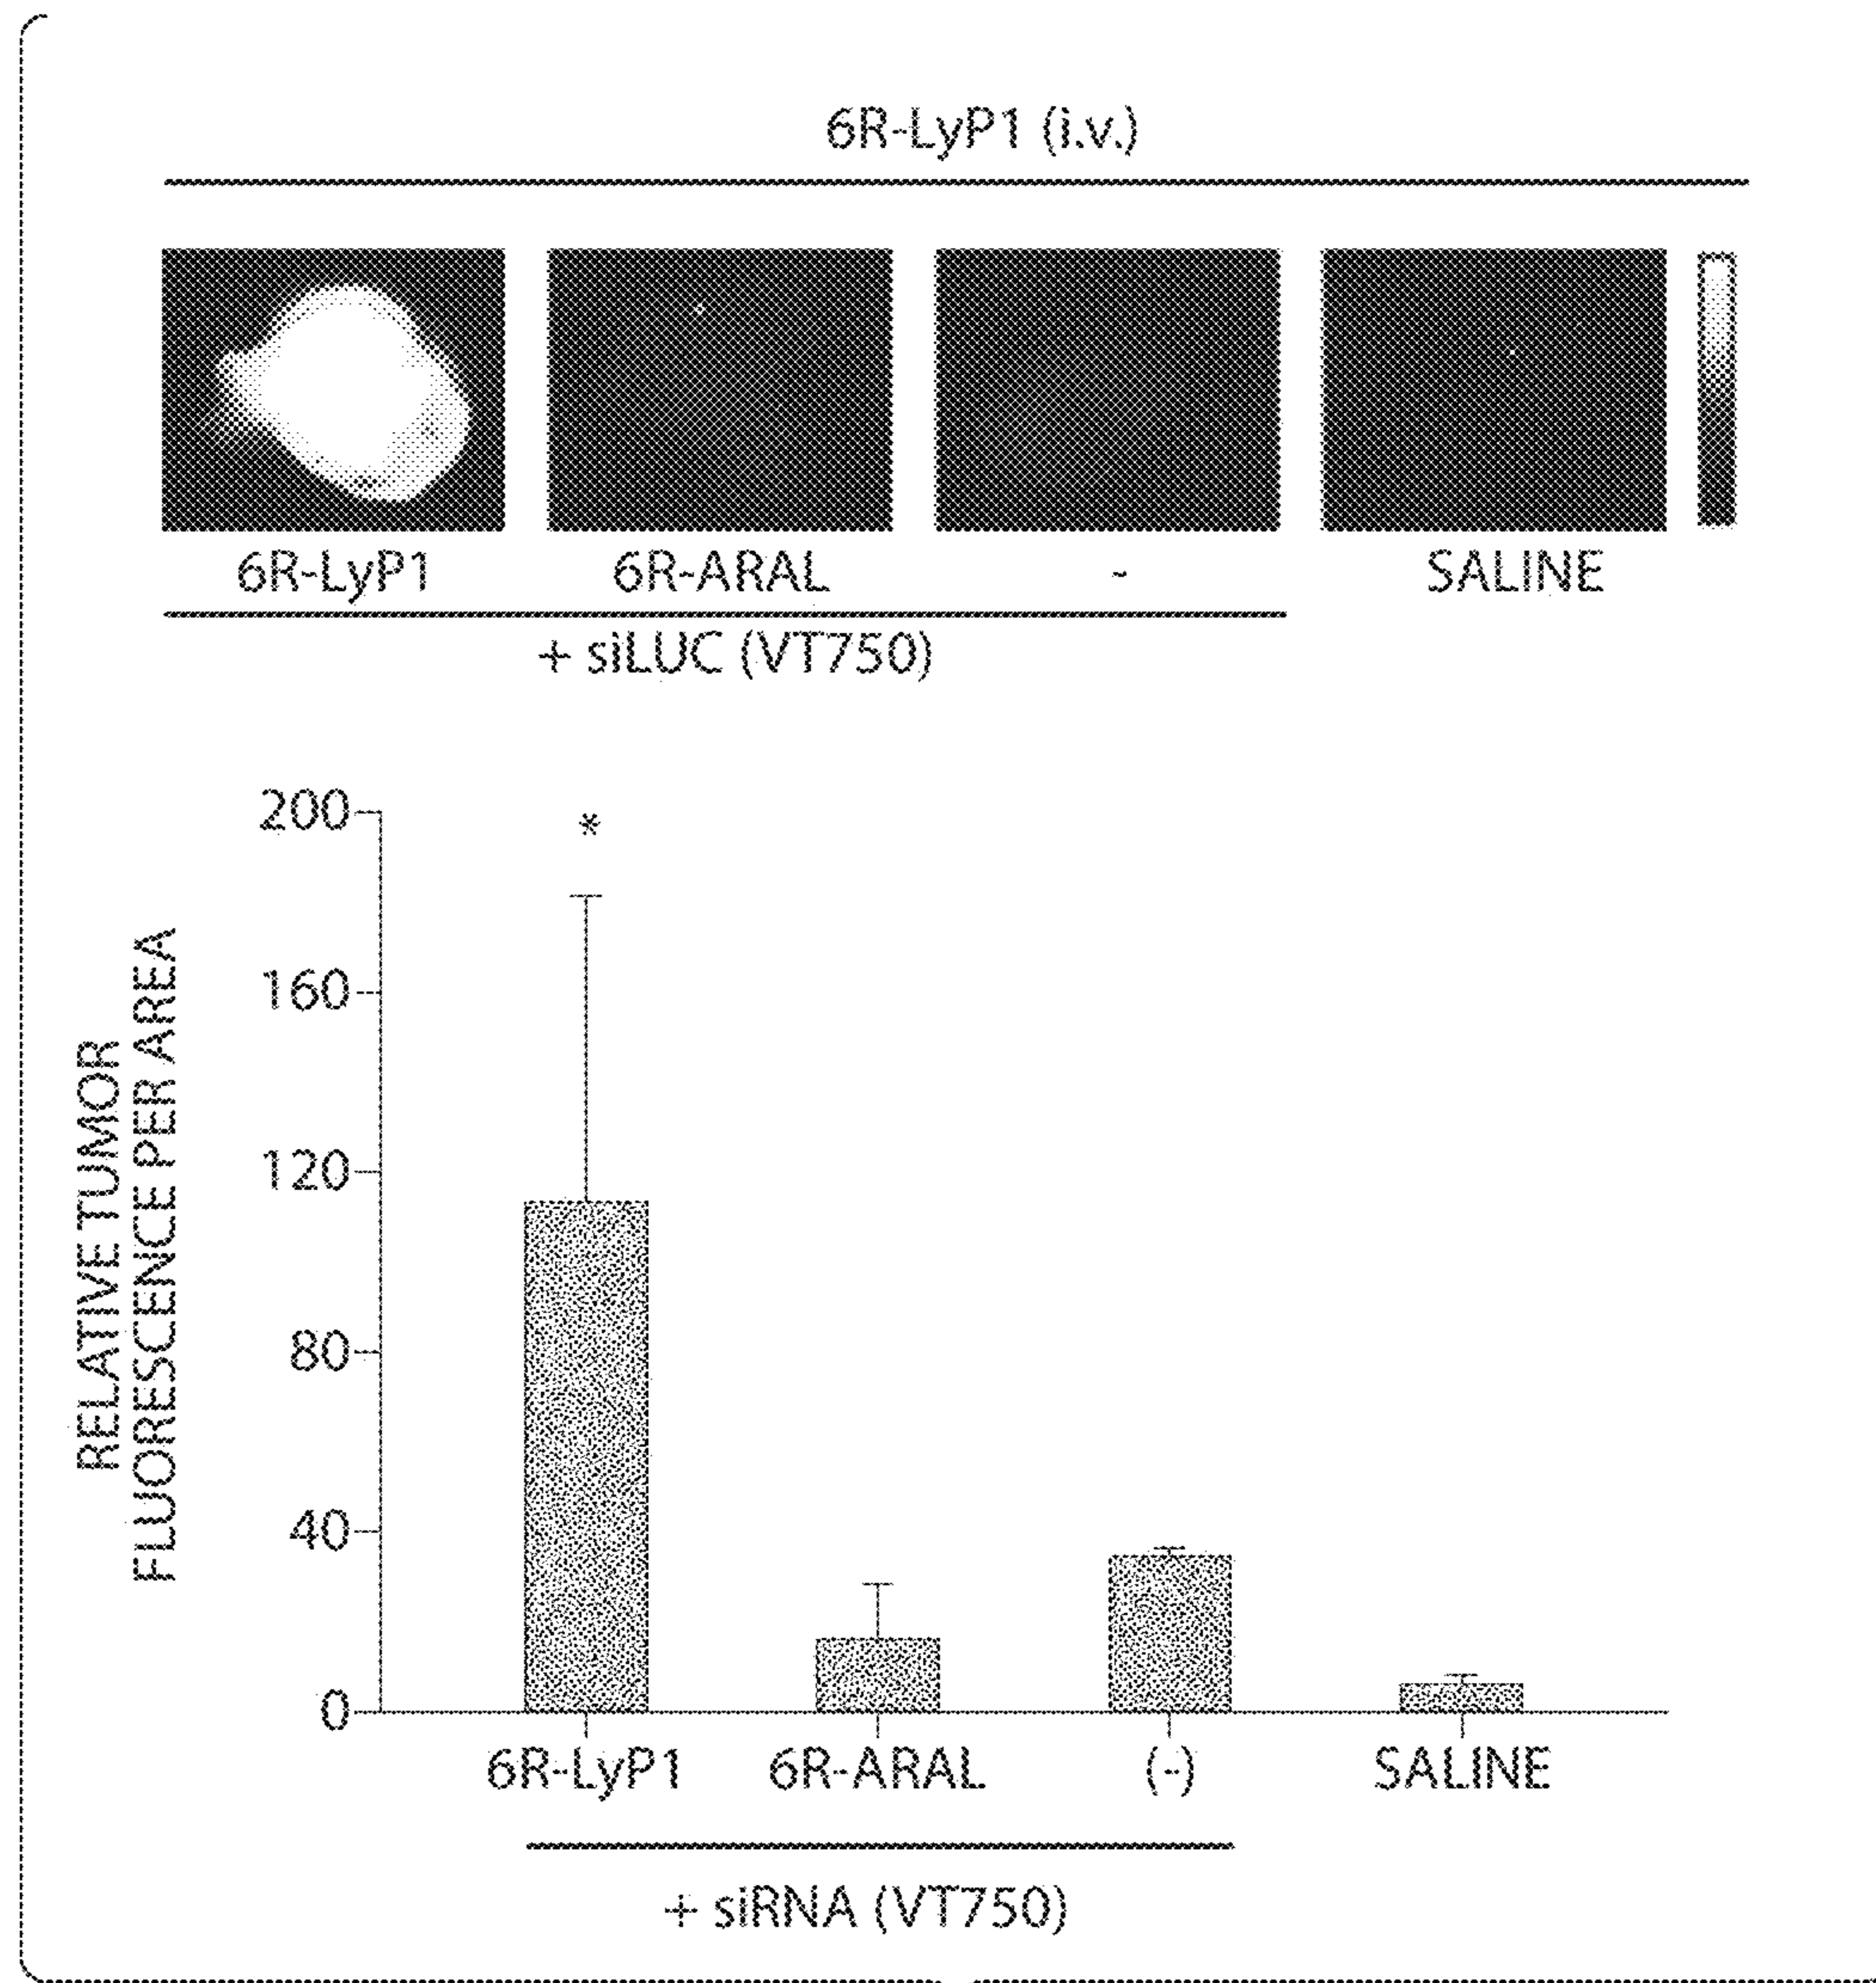 6R-LyP1 (i.v.)
6R-LyP1 6R-ARAL - SALINE
+ siLUC (VT750)
200
*
160
120
80
40
0
RELATIVE TUMOR
FLUORESCENCE PER AREA
6R-LyP1 6R-ARAL (-) SALINE
+ siRNA (VT750)